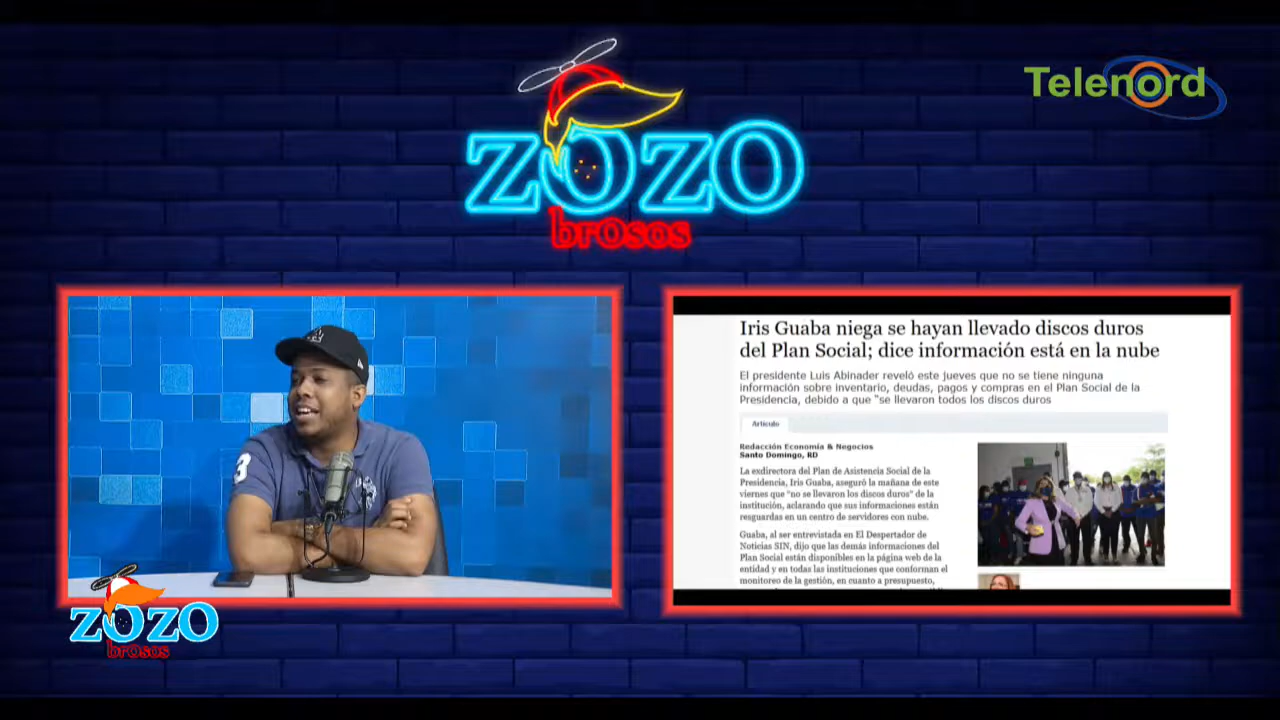 Telenord
ZOZO
brosos
Iris Guaba niega se hayan llevado discos duros
del Plan Social; dice información está en la nube
El presidente Luis Abinader reveló este jueves que no se tiene ninguna
información sobre inventario, deudas, pagos y compras en el Plan Social de la
Presidencia, debido a que "se llevaron todos los discos duros
Artículo
Redacción Economía & Negocios
Santo Domingo, RD
La exdirectora del Plan de Asistencia Social de la
Presidencia, Iris Guaba, aseguró la mañana de este
viernes que "no se llevaron los discos duros" de la
institución, aclarando que sus informaciones están
resguardas en un centro de servidores con nube.
Guaba, al ser entrevistada en El Despertador de
Noticias SIN, dijo que las demás informaciones del
Plan Social están disponibles en la página web de la
entidad y en todas las instituciones que conforman el
monitoreo de la gestión, en cuanto a presupuesto,
3
ZOZO
brosos